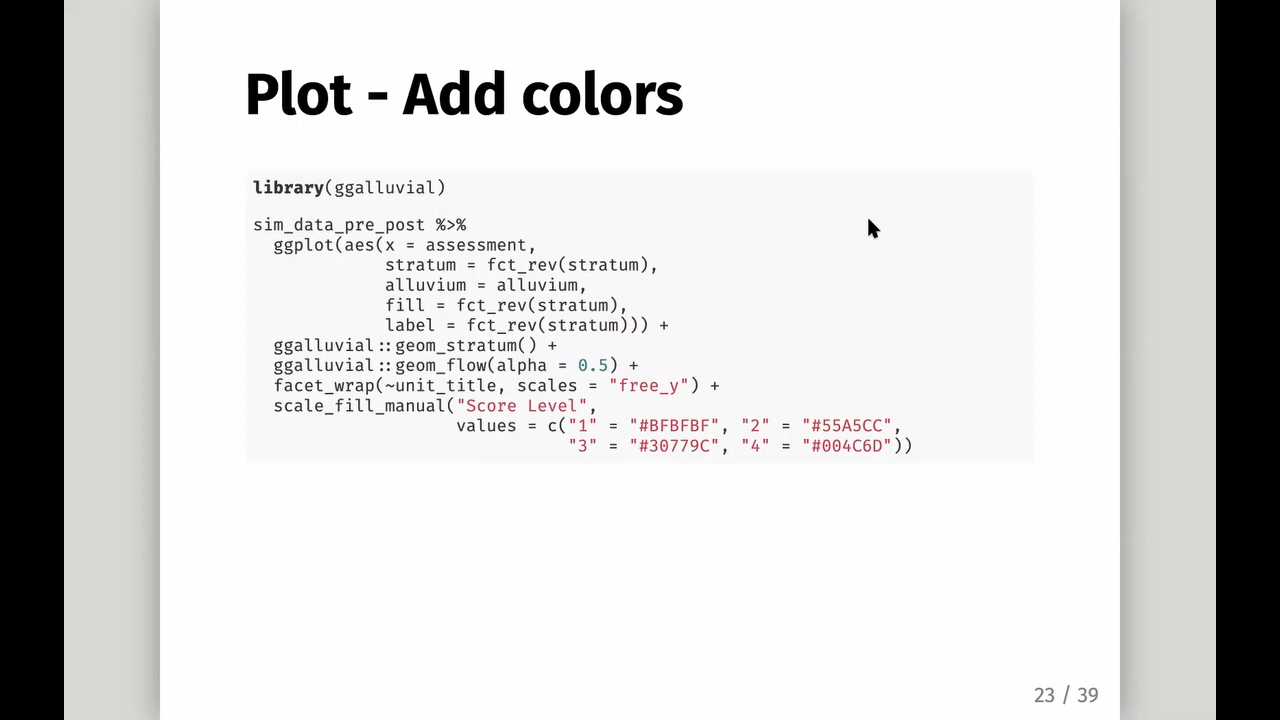 Plot - Add colors
library(ggalluvial)
sim_data_pre_post %>%
  ggplot(aes(x = assessment,
             stratum = fct_rev(stratum),
             alluvium = alluvium,
             fill = fct_rev(stratum),
             label = fct_rev(stratum))) +
  ggalluvial::geom_stratum() +
  ggalluvial::geom_flow(alpha = 0.5) +
  facet_wrap(~unit_title, scales = "free_y") +
  scale_fill_manual("Score Level",
                    values = c("1" = "#BFBFBF", "2" = "#55A5CC",
                               "3" = "#30779C", "4" = "#004C6D"))
23 / 39